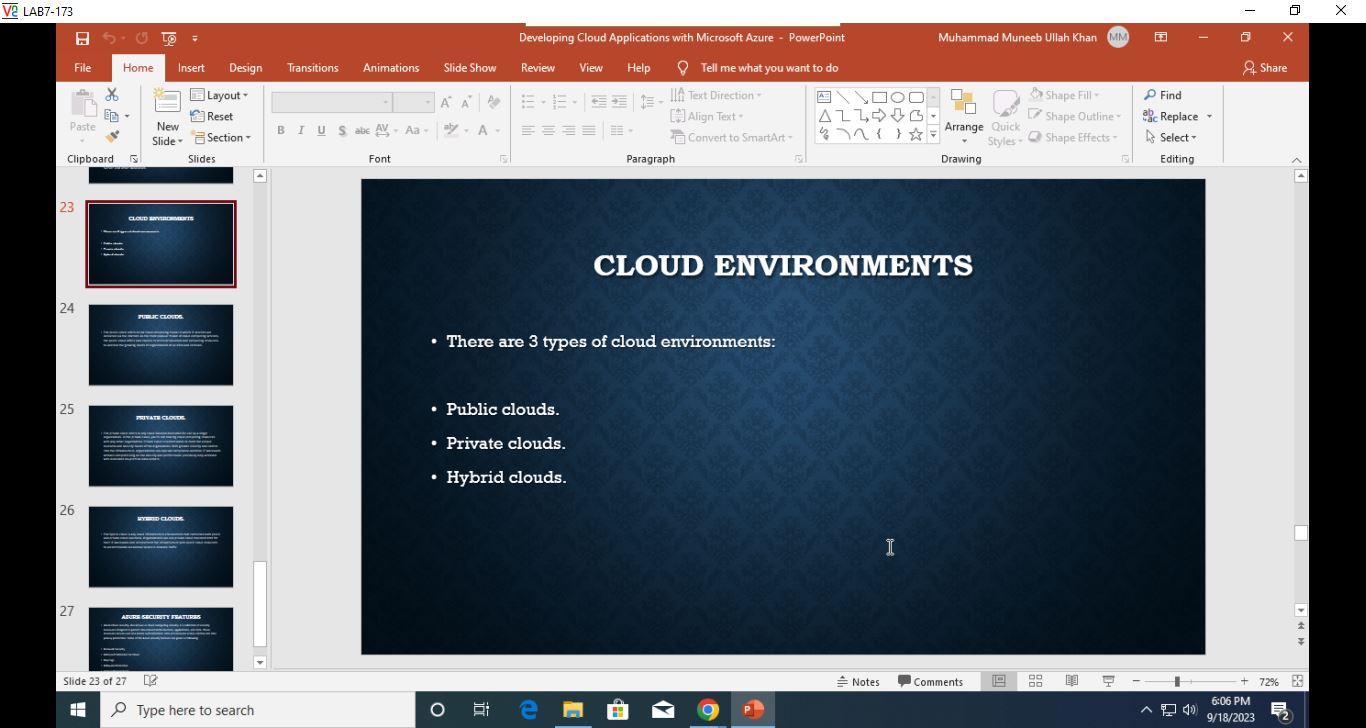 LAB7-173
Developing Cloud Applications with Microsoft Azure - PowerPoint
Muhammad Muneeb Ullah Khan MM
File Home Insert Design Transitions Animations Slide Show Review View Help Tell me what you want to do Share
Paste
New Slide
Layout
Reset
Section
B I U S abc AV Aa A
Text Direction
Align Text
Convert to SmartArt
Arrange
Quick Styles
Shape Fill
Shape Outline
Shape Effects
Find
Replace
Select
Clipboard Slides Font Paragraph Drawing Editing
23
CLOUD ENVIRONMENTS
24
PUBLIC CLOUDS.
25
PRIVATE CLOUDS.
26
HYBRID CLOUDS.
27
AZURE SECURITY FEATURES
CLOUD ENVIRONMENTS
• There are 3 types of cloud environments:
• Public clouds.
• Private clouds.
• Hybrid clouds.
Slide 23 of 27
Notes Comments 72%
Type here to search
6:06 PM
9/18/2023
2